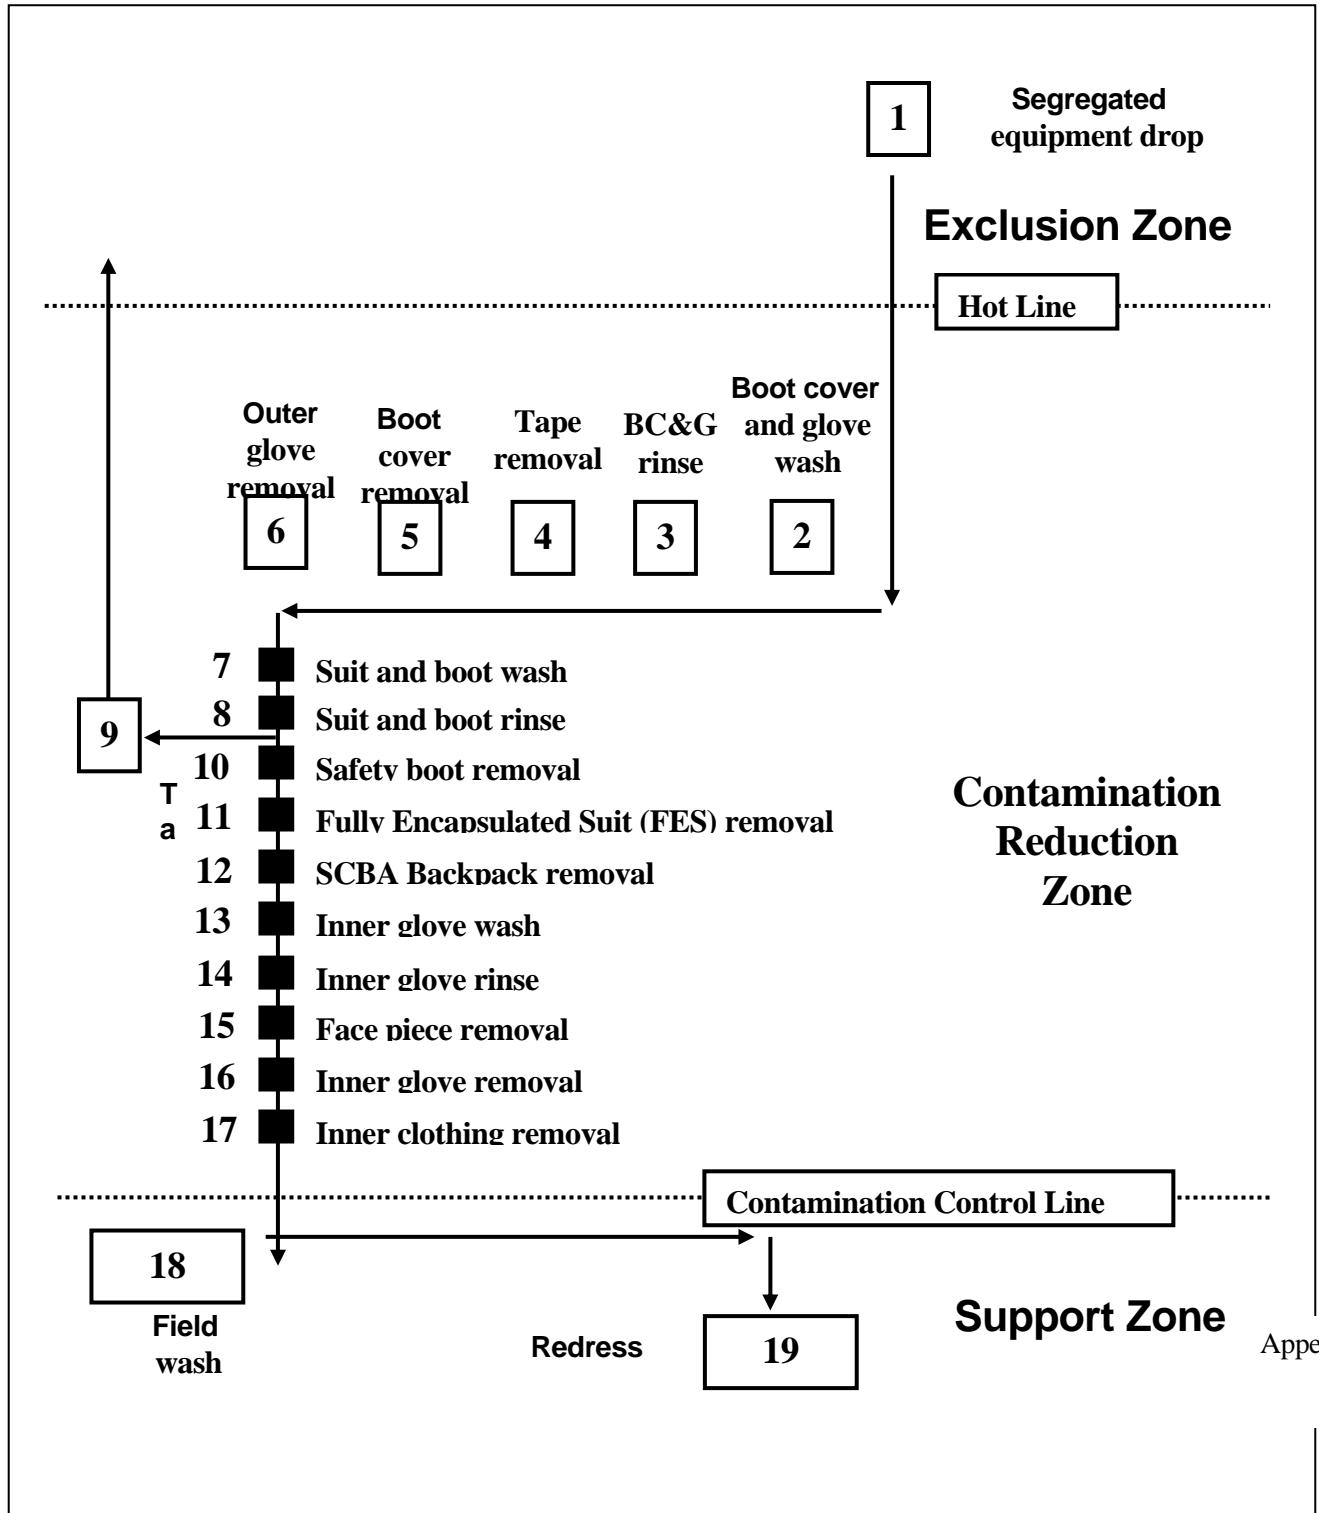 1
Segregated
equipment drop
Exclusion Zone
Hot Line
Outer
glove
removal
Boot
cover
removal
Tape
removal
BC&G
rinse
Boot cover
and glove
wash
6
5
4
3
2
7 Suit and boot wash
8 Suit and boot rinse
9
10 Safety boot removal
T
a
11 Fully Encapsulated Suit (FES) removal
12 SCBA Backpack removal
13 Inner glove wash
14 Inner glove rinse
15 Face piece removal
16 Inner glove removal
17 Inner clothing removal
Contamination
Reduction
Zone
Contamination Control Line
18
Field
wash
Redress
19
Support Zone
Appe